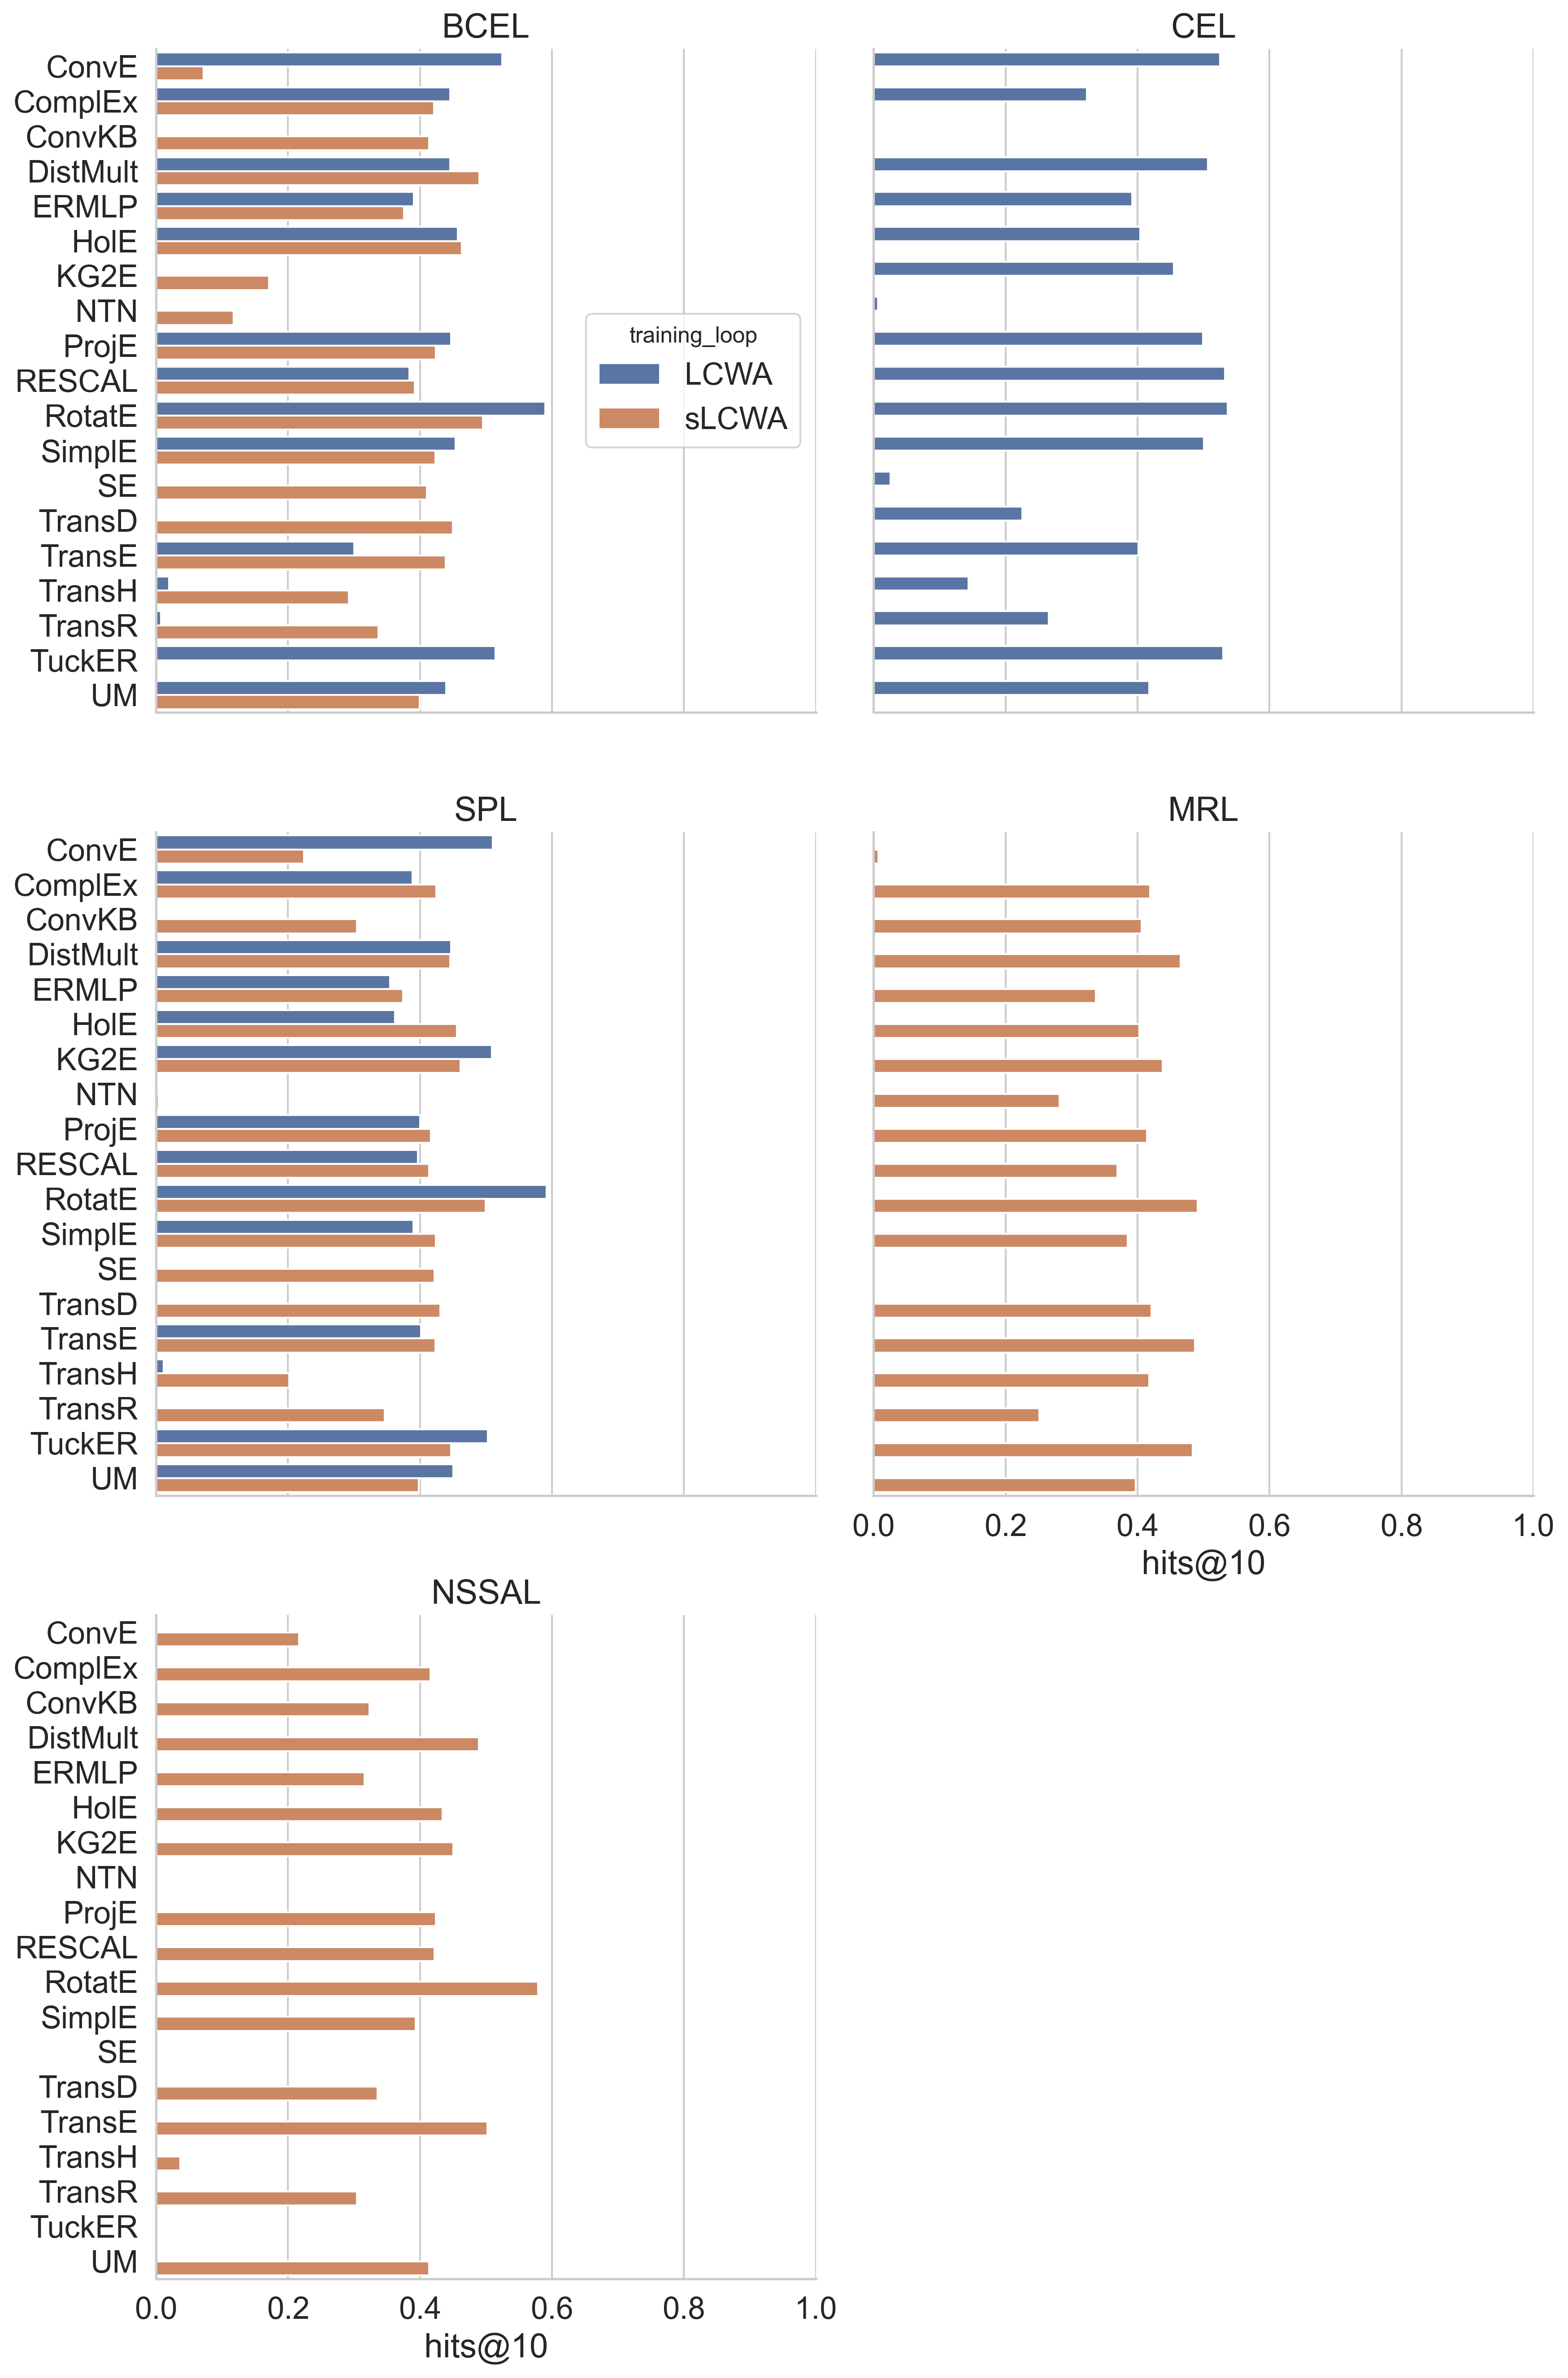 BCEL
ConvE
ComplEx
ConvKB
DistMult
ERMLP
HolE
KG2E
NTN
ProjE
RESCAL
RotatE
SimplE
SE
TransD
TransE
TransH
TransR
TuckER
UM
training_loop
LCWA
sLCWA
CEL
SPL
ConvE
ComplEx
ConvKB
DistMult
ERMLP
HolE
KG2E
NTN
ProjE
RESCAL
RotatE
SimplE
SE
TransD
TransE
TransH
TransR
TuckER
UM
MRL
0.0 0.2 0.4 0.6 0.8 1.0
hits@10
NSSAL
ConvE
ComplEx
ConvKB
DistMult
ERMLP
HolE
KG2E
NTN
ProjE
RESCAL
RotatE
SimplE
SE
TransD
TransE
TransH
TransR
TuckER
UM
0.0 0.2 0.4 0.6 0.8 1.0
hits@10